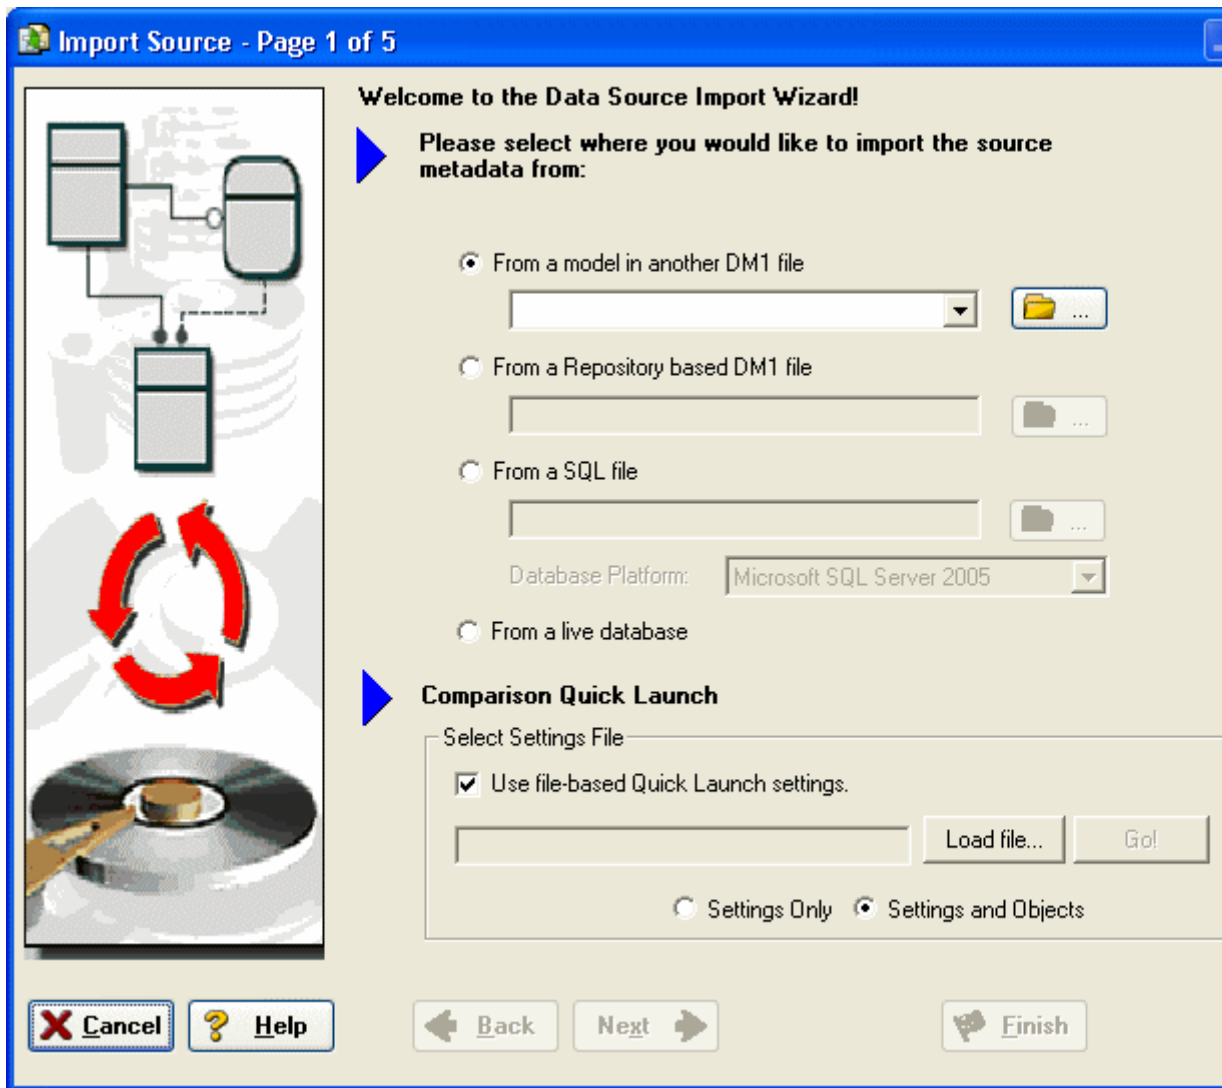 Import Source - Page 1 of 5
Welcome to the Data Source Import Wizard!
Please select where you would like to import the source
metadata from:
From a model in another DM1 file
...
From a Repository based DM1 file
...
From a SQL file
...
Database Platform: Microsoft SQL Server 2005
From a live database
Comparison Quick Launch
Select Settings File
Use file-based Quick Launch settings.
Load file... Go!
Settings Only Settings and Objects
Cancel ? Help Back Next Finish